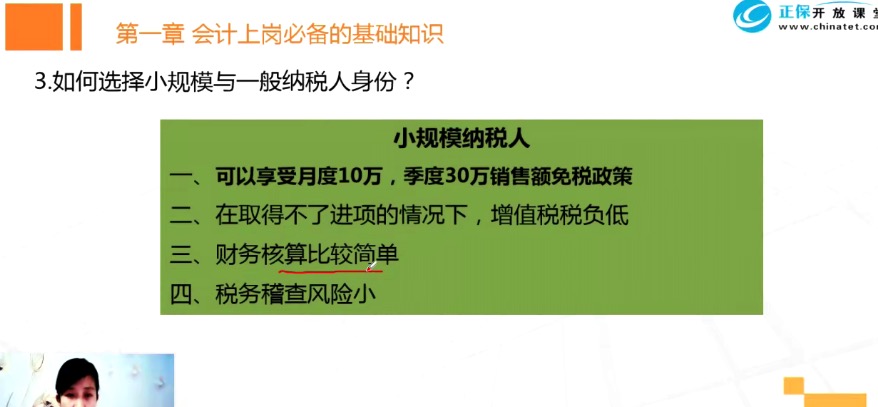 第一章 会计上岗必备的基础知识
正保开放课堂
www.chinatet.co
3.如何选择小规模与一般纳税人身份？
小规模纳税人
一、可以享受月度10万，季度30万销售额免税政策
二、在取得不了进项的情况下，增值税税负低
三、财务核算比较简单
四、税务稽查风险小